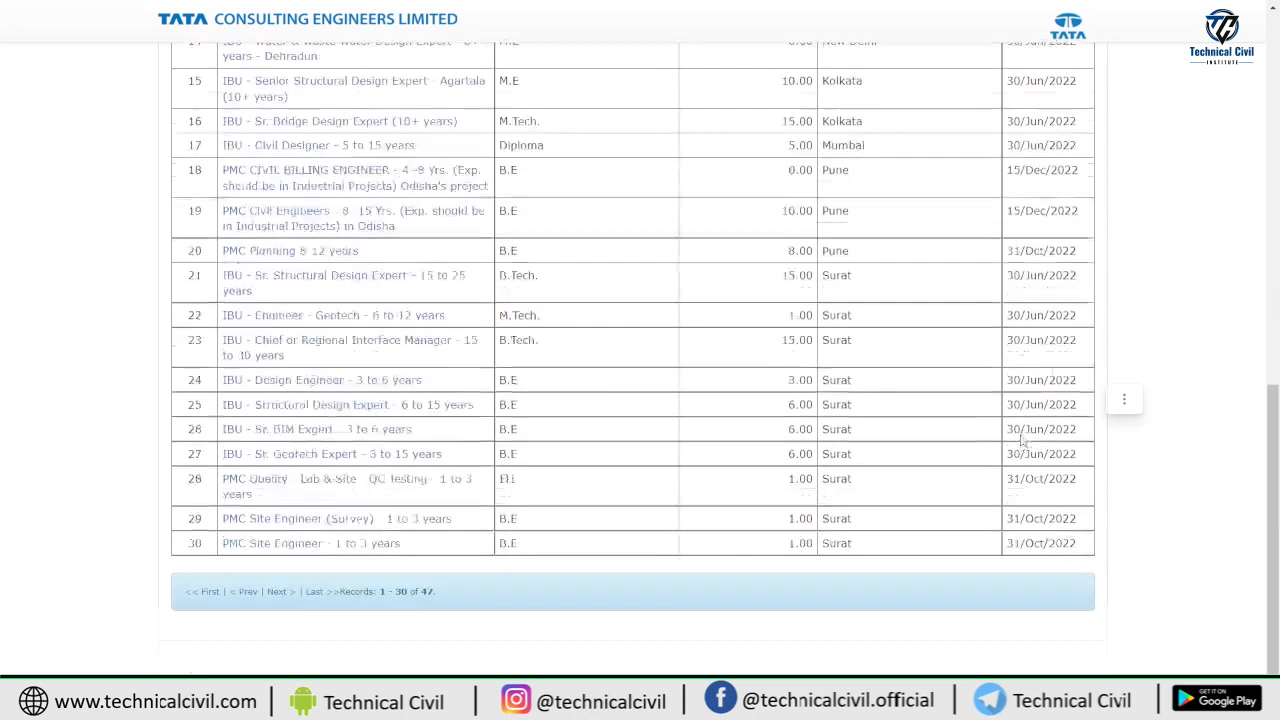 TATA CONSULTING ENGINEERS LIMITED
TATA
Technical Civil
INSTITUTE
years - Dehradun
15 IBU - Senior Structural Design Expert - Agartala M.E 10.00 Kolkata 30/Jun/2022
(10+ years)
16 IBU - Sr. Bridge Design Expert (10+ years) M.Tech. 15.00 Kolkata 30/Jun/2022
17 IBU - Civil Designer - 5 to 15 years Diploma 5.00 Mumbai 30/Jun/2022
18 PMC CIVIL BILLING ENGINEER - 4 -8 Yrs. (Exp. B.E 0.00 Pune 15/Dec/2022
should be in Industrial Projects) Odisha's project
19 PMC Civil Engineers - 8 15 Yrs. (Exp. should be B.E 10.00 Pune 15/Dec/2022
in Industrial Projects) in Odisha
20 PMC Planning 8 12 years B.E 8.00 Pune 31/Oct/2022
21 IBU - Sr. Structural Design Expert - 15 to 25 B.Tech. 15.00 Surat 30/Jun/2022
years
22 IBU - Engineer - Geotech - 6 to 12 years M.Tech. Surat 30/Jun/2022
23 IBU - Chief or Regional Interface Manager - 15 B.Tech. 15.00 Surat 30/Jun/2022
to years
24 IBU - Design Engineer - 3 to 6 years B.E 3.00 Surat 30/Jun/2022
25 IBU - Structural Design Expert - 6 to 15 years B.E 6.00 Surat 30/Jun/2022
26 IBU - Sr. BIM Expert 3 to 6 years B.E 6.00 Surat 30/Jun/2022
27 IBU - Sr. Geotech Expert - 6 to 15 years B.E 6.00 Surat 30/Jun/2022
28 PMC Quality Lab & Site QC Testing - 1 to 3 1.00 Surat 31/Oct/2022
years
29 PMC Site Engineer (Survey) 1 to 3 years B.E 1.00 Surat 31/Oct/2022
30 PMC Site Engineer - 1 to 3 years B.E 1.00 Surat 31/Oct/2022
<< First | < Prev | Next > | Last >>Records: 1 - 30 of 47.
www.technicalcivil.com | Technical Civil | @technicalcivil | @technicalcivil.official | Technical Civil | GET IT ON Google Play